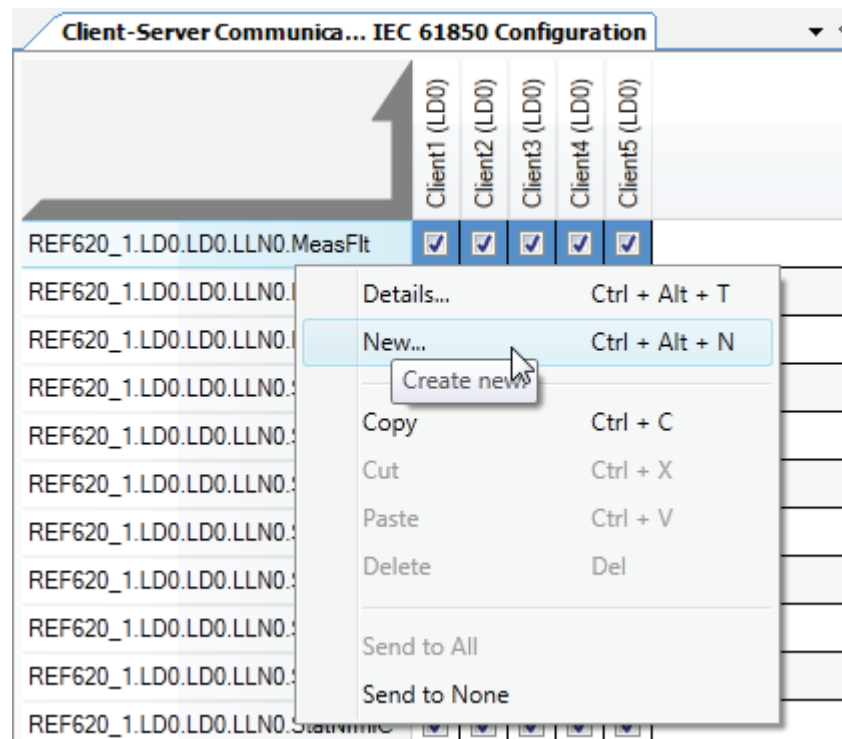 Client-Server Communica... IEC 61850 Configuration
Client1 (LD0)
Client2 (LD0)
Client3 (LD0)
Client4 (LD0)
Client5 (LD0)
REF620_1.LD0.LD0.LLN0.MeasFlt
REF620_1.LD0.LD0.LLN0.
Details... Ctrl + Alt + T
REF620_1.LD0.LD0.LLN0.
New... Ctrl + Alt + N
Create new
REF620_1.LD0.LD0.LLN0.S
REF620_1.LD0.LD0.LLN0.S
Copy Ctrl + C
REF620_1.LD0.LD0.LLN0.S
Cut Ctrl + X
REF620_1.LD0.LD0.LLN0.S
Paste Ctrl + V
REF620_1.LD0.LD0.LLN0.S
Delete Del
REF620_1.LD0.LD0.LLN0.S
Send to All
REF620_1.LD0.LD0.LLN0.S
Send to None
REF620_1.LD0.LD0.LLN0.StatNrmlC